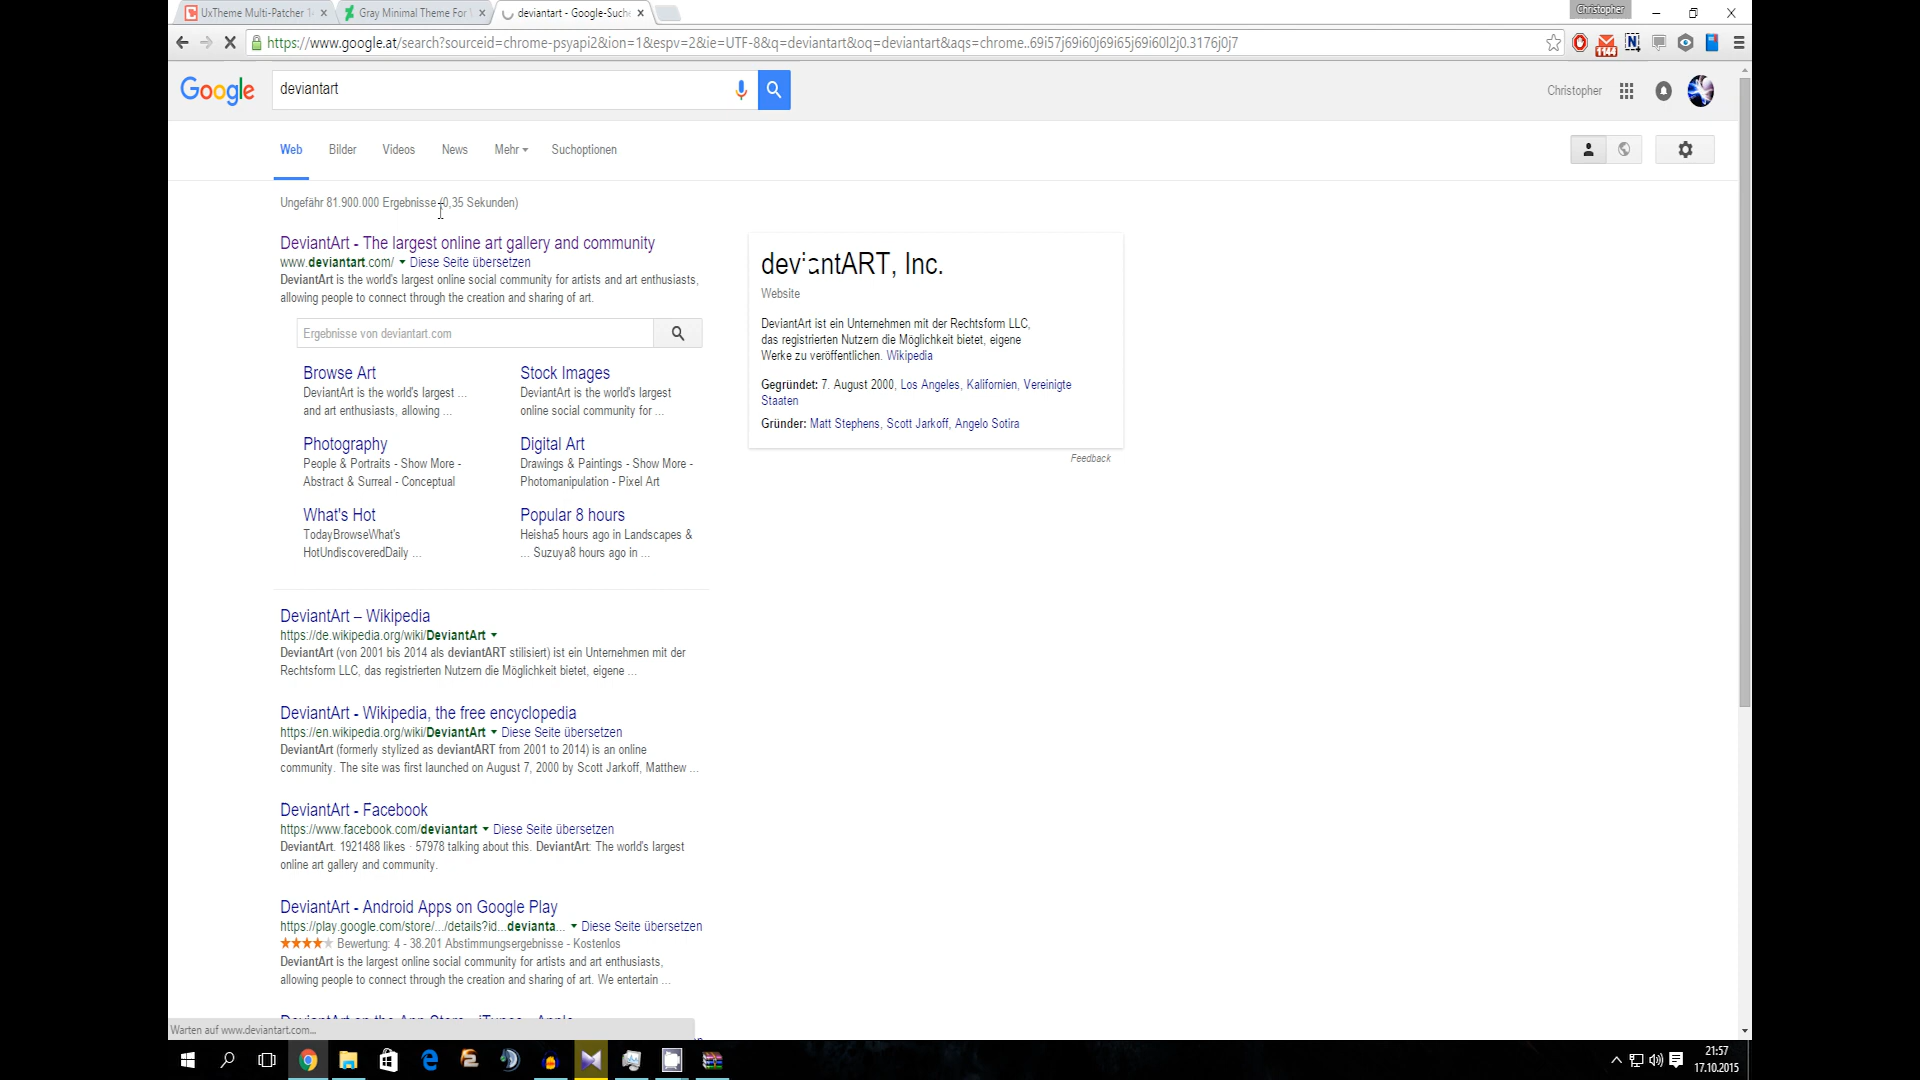 UxTheme Multi-Patcher 1
Gray Minimal Theme For
deviantart - Google-Suche
Christopher
https://www.google.at/search?sourceid=chrome-psyapi2&ion=1&espv=2&ie=UTF-8&q=deviantart&oq=deviantart&aqs=chrome..69i57j69i60j69i65j69i60l2j0.3176j0j7
1144
Google
deviantart
Christopher
Web Bilder Videos News Mehr Suchoptionen
Ungefähr 81.900.000 Ergebnisse (0,35 Sekunden)
DeviantArt - The largest online art gallery and community
www.deviantart.com/ Diese Seite übersetzen
DeviantArt is the world's largest online social community for artists and art enthusiasts,
allowing people to connect through the creation and sharing of art.
Ergebnisse von deviantart.com
Browse Art
DeviantArt is the world's largest ...
and art enthusiasts, allowing ...
Stock Images
DeviantArt is the world's largest
online social community for ...
Photography
People & Portraits - Show More -
Abstract & Surreal - Conceptual
Digital Art
Drawings & Paintings - Show More -
Photomanipulation - Pixel Art
What's Hot
TodayBrowseWhat's
HotUndiscoveredDaily ...
Popular 8 hours
Heisha5 hours ago in Landscapes &
... Suzuya8 hours ago in ...
deviantART, Inc.
Website
DeviantArt ist ein Unternehmen mit der Rechtsform LLC,
das registrierten Nutzern die Möglichkeit bietet, eigene
Werke zu veröffentlichen. Wikipedia
Gegründet: 7. August 2000, Los Angeles, Kalifornien, Vereinigte
Staaten
Gründer: Matt Stephens, Scott Jarkoff, Angelo Sotira
Feedback
DeviantArt – Wikipedia
https://de.wikipedia.org/wiki/DeviantArt
DeviantArt (von 2001 bis 2014 als deviantART stilisiert) ist ein Unternehmen mit der
Rechtsform LLC, das registrierten Nutzern die Möglichkeit bietet, eigene ...
DeviantArt - Wikipedia, the free encyclopedia
https://en.wikipedia.org/wiki/DeviantArt Diese Seite übersetzen
DeviantArt (formerly stylized as deviantART from 2001 to 2014) is an online
community. The site was first launched on August 7, 2000 by Scott Jarkoff, Matthew ...
DeviantArt - Facebook
https://www.facebook.com/deviantart Diese Seite übersetzen
DeviantArt. 1921488 likes · 57978 talking about this. DeviantArt: The world's largest
online art gallery and community.
DeviantArt - Android Apps on Google Play
https://play.google.com/store/.../details?id...devianta... Diese Seite übersetzen
Bewertung: 4 - 38.201 Abstimmungsergebnisse - Kostenlos
DeviantArt is the largest online social community for artists and art enthusiasts,
allowing people to connect through the creation and sharing of art. We entertain ...
DeviantArt on the App Store - iTunes - Apple
Warten auf www.deviantart.com...
21:57
17.10.2015